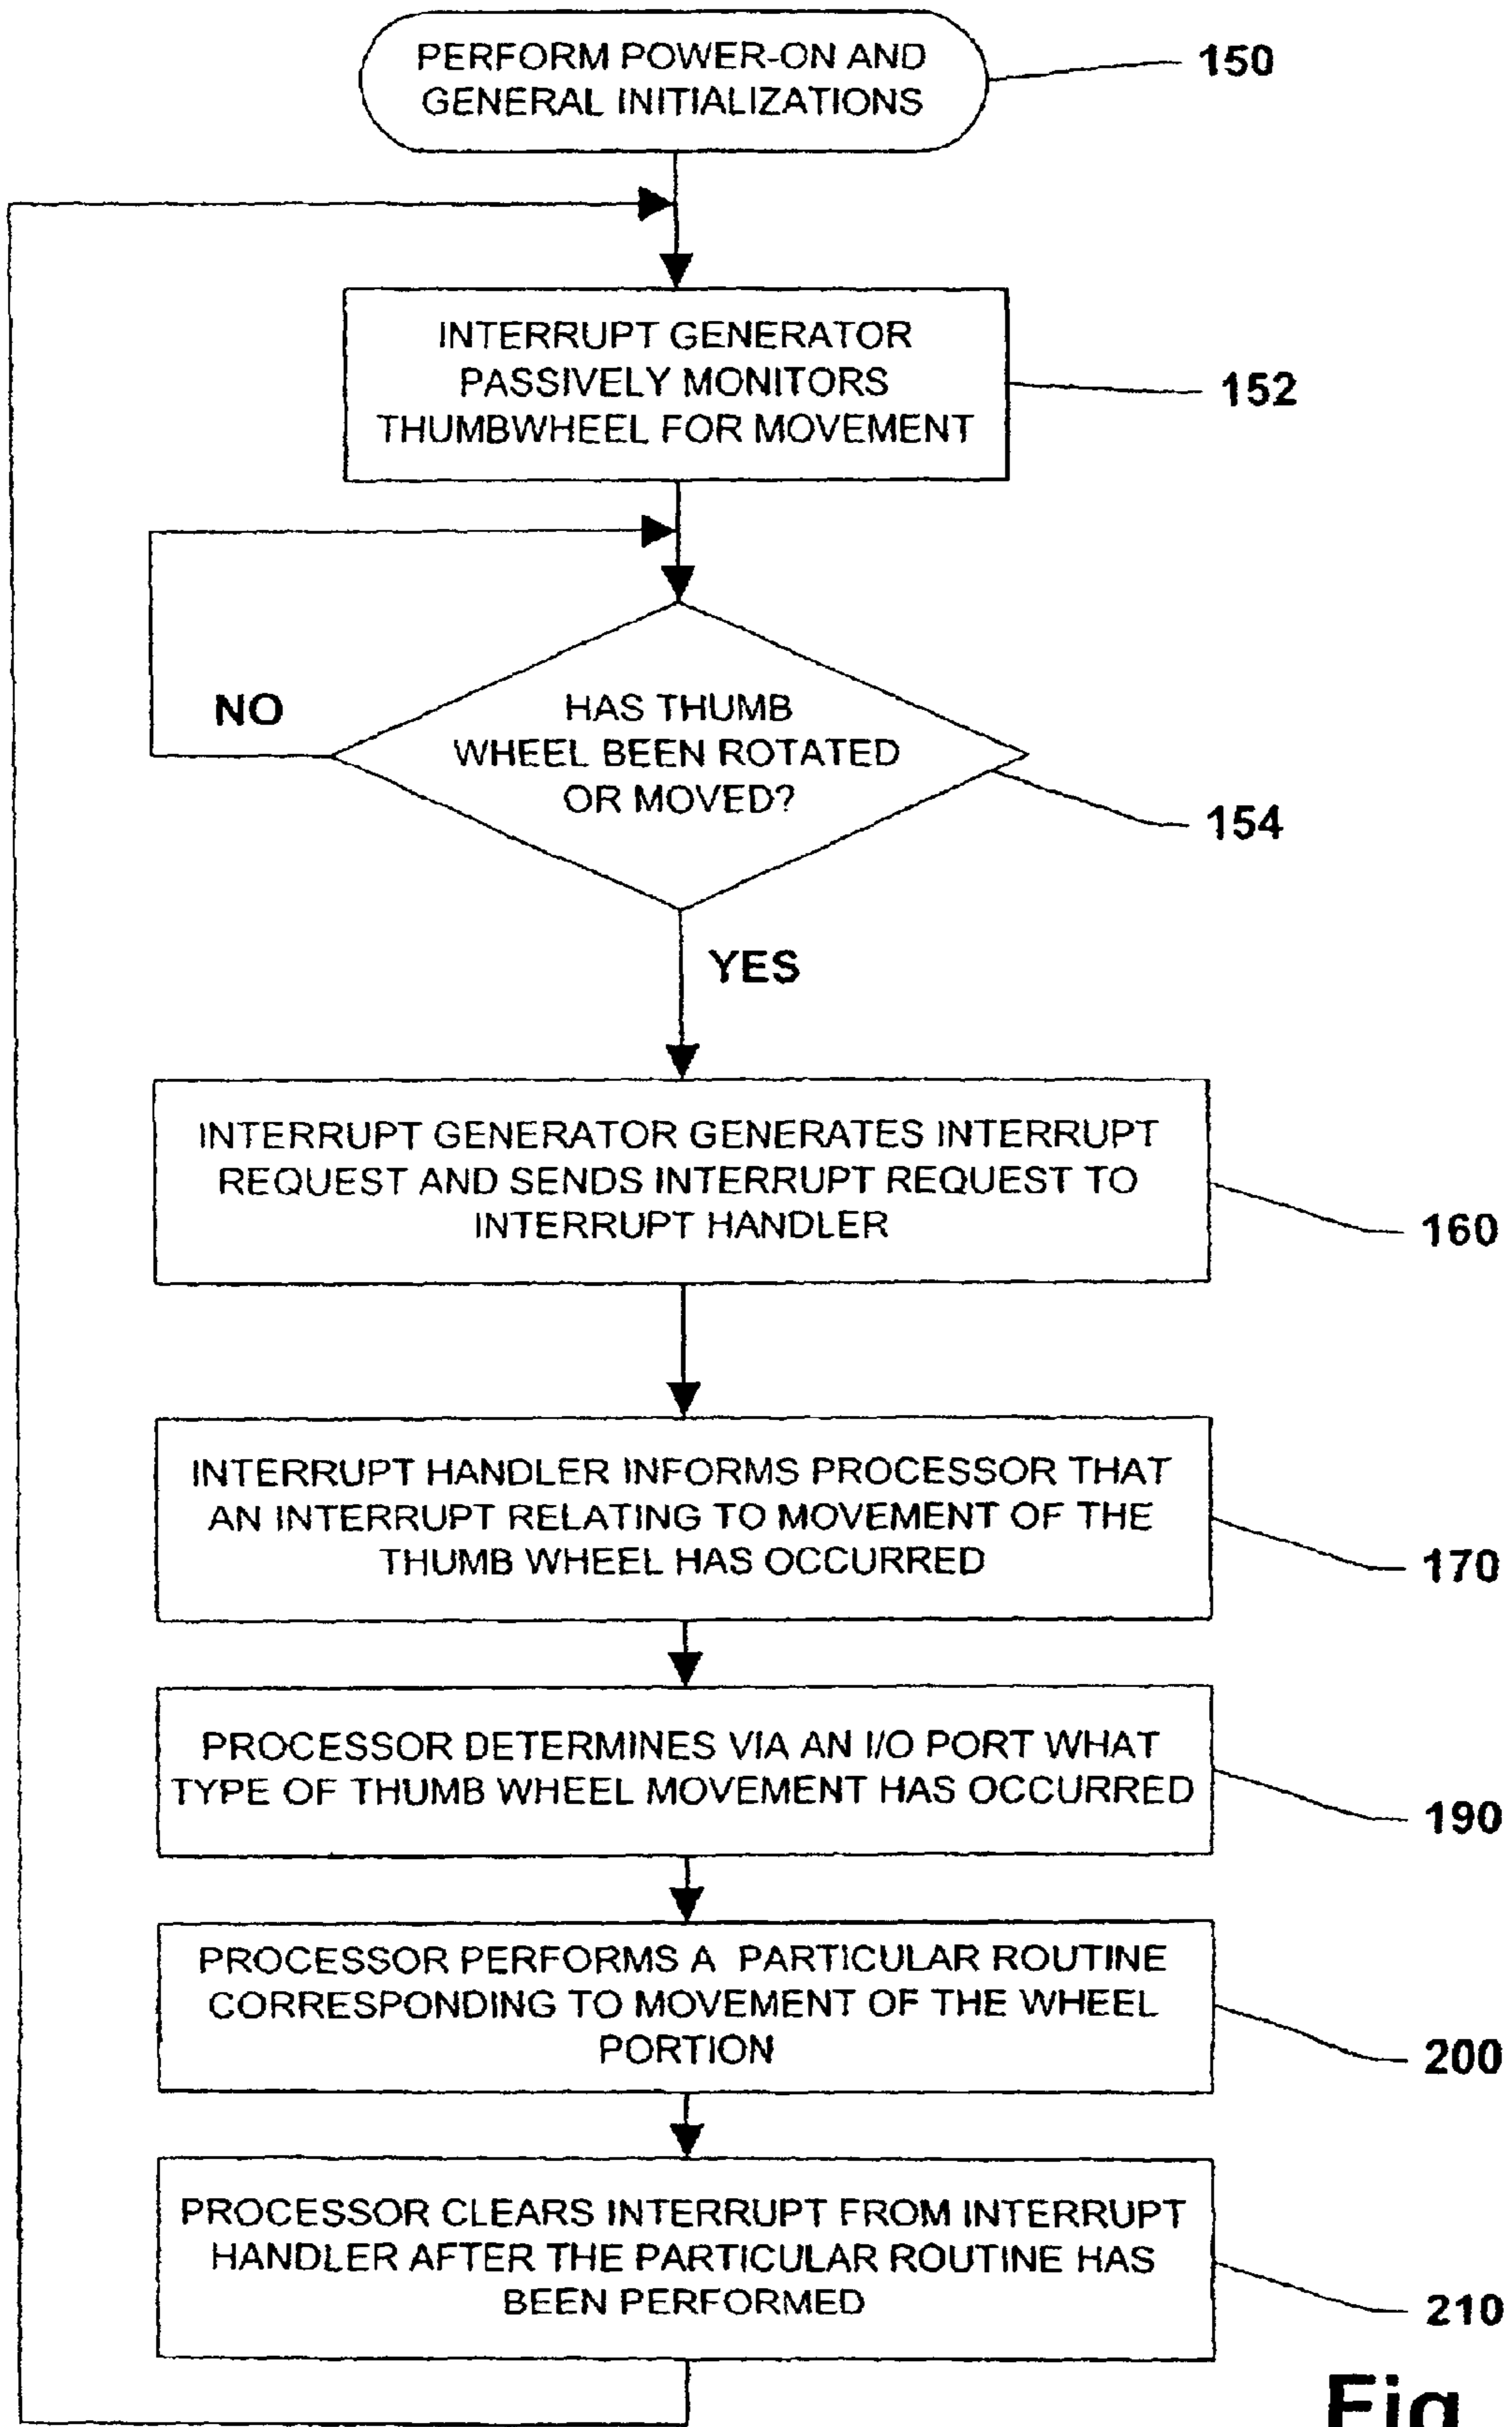 PERFORM POWER-ON AND
GENERAL INITIALIZATIONS
150
INTERRUPT GENERATOR
PASSIVELY MONITORS
THUMBWHEEL FOR MOVEMENT
152
NO
HAS THUMB
WHEEL BEEN ROTATED
OR MOVED?
154
YES
INTERRUPT GENERATOR GENERATES INTERRUPT
REQUEST AND SENDS INTERRUPT REQUEST TO
INTERRUPT HANDLER
160
INTERRUPT HANDLER INFORMS PROCESSOR THAT
AN INTERRUPT RELATING TO MOVEMENT OF THE
THUMB WHEEL HAS OCCURRED
170
PROCESSOR DETERMINES VIA AN I/O PORT WHAT
TYPE OF THUMB WHEEL MOVEMENT HAS OCCURRED
190
PROCESSOR PERFORMS A PARTICULAR ROUTINE
CORRESPONDING TO MOVEMENT OF THE WHEEL
PORTION
200
PROCESSOR CLEARS INTERRUPT FROM INTERRUPT
HANDLER AFTER THE PARTICULAR ROUTINE HAS
BEEN PERFORMED
210
Fig